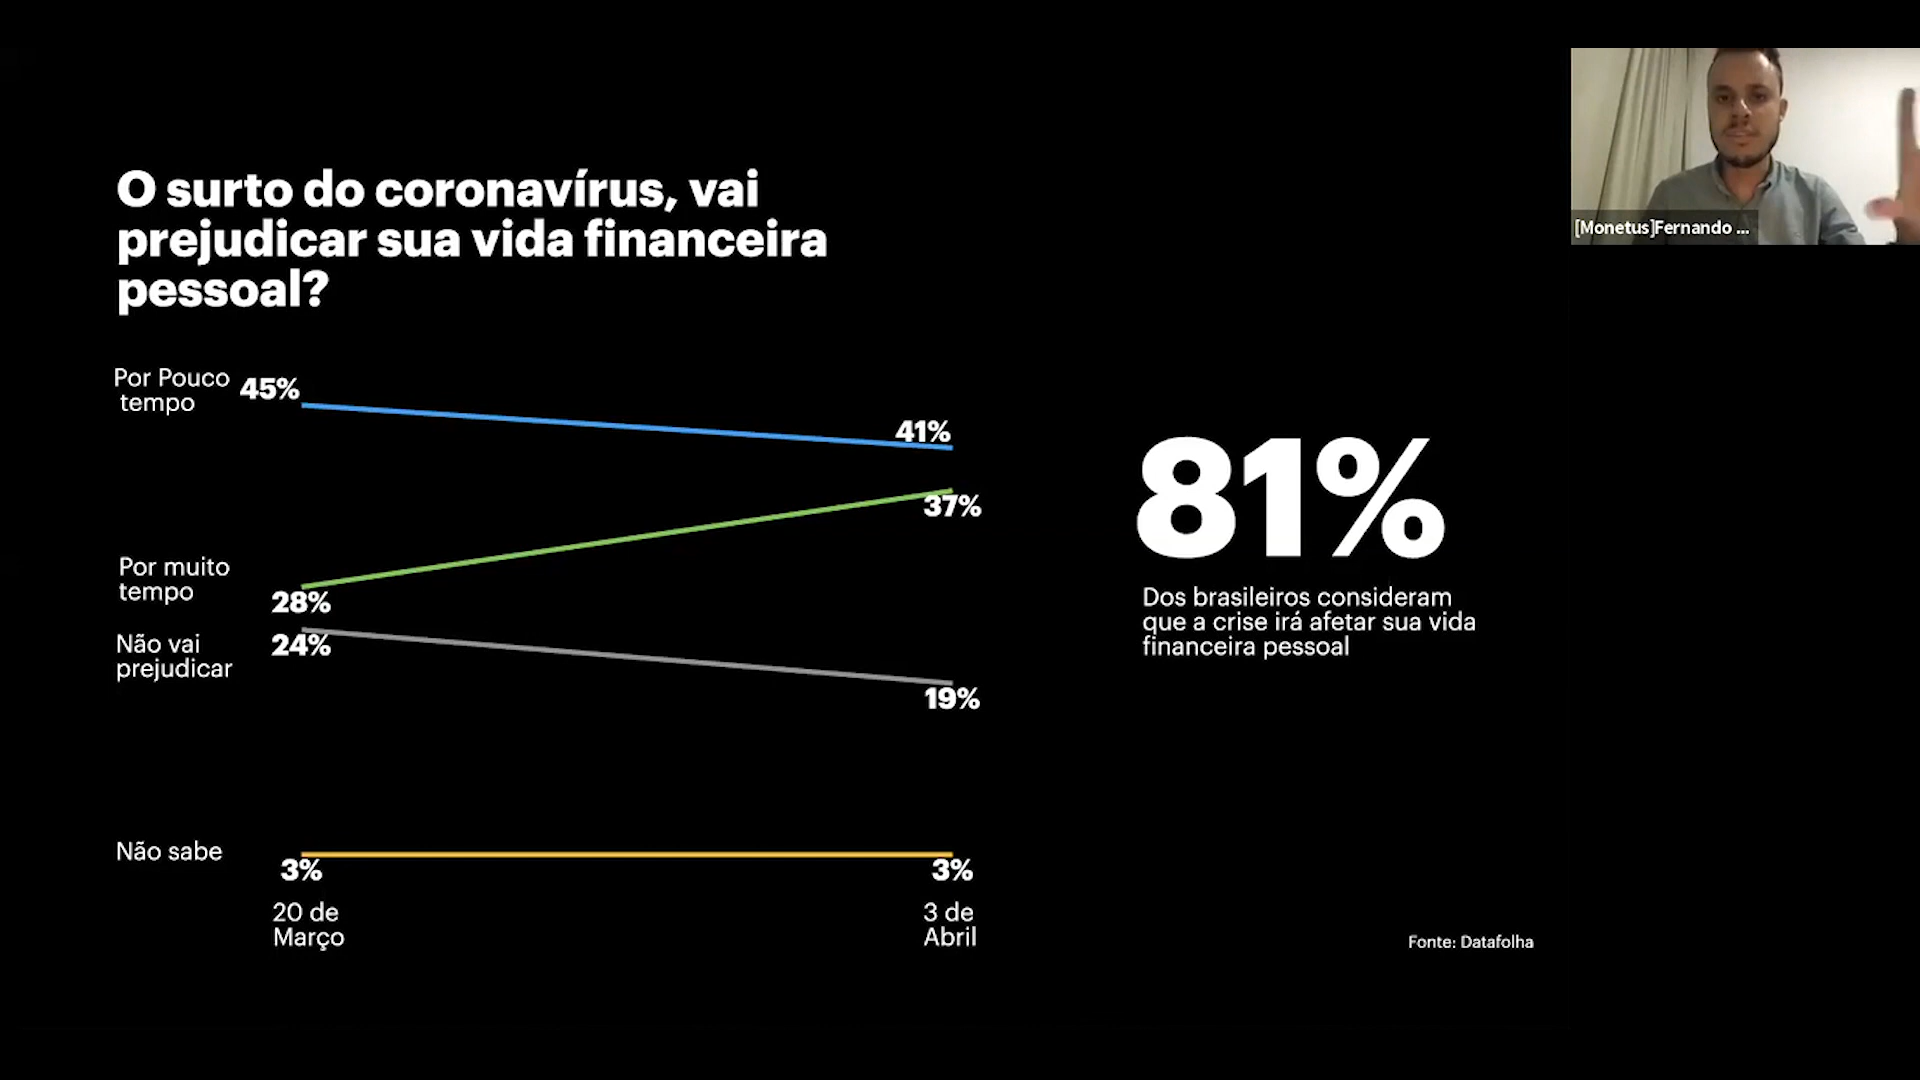 O surto do coronavírus, vai
prejudicar sua vida financeira
pessoal?
[Monetus]Fernando ...
Por Pouco
tempo
45%
41%
37%
Por muito
tempo
28%
Não vai
prejudicar
24%
19%
Não sabe
3%
3%
20 de
Março
3 de
Abril
81%
Dos brasileiros consideram
que a crise irá afetar sua vida
financeira pessoal
Fonte: Datafolha